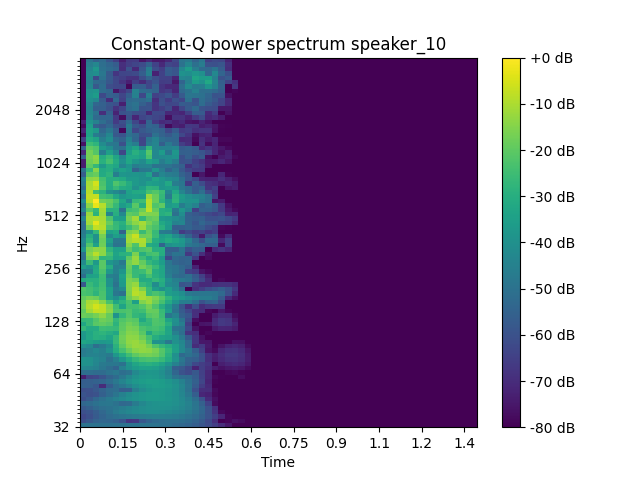 Constant-Q power spectrum speaker_10
+0 dB
-10 dB
-20 dB
-30 dB
-40 dB
-50 dB
-60 dB
-70 dB
-80 dB
Hz
2048
1024
512
256
128
64
32
0 0.15 0.3 0.45 0.6 0.75 0.9 1.1 1.2 1.4
Time